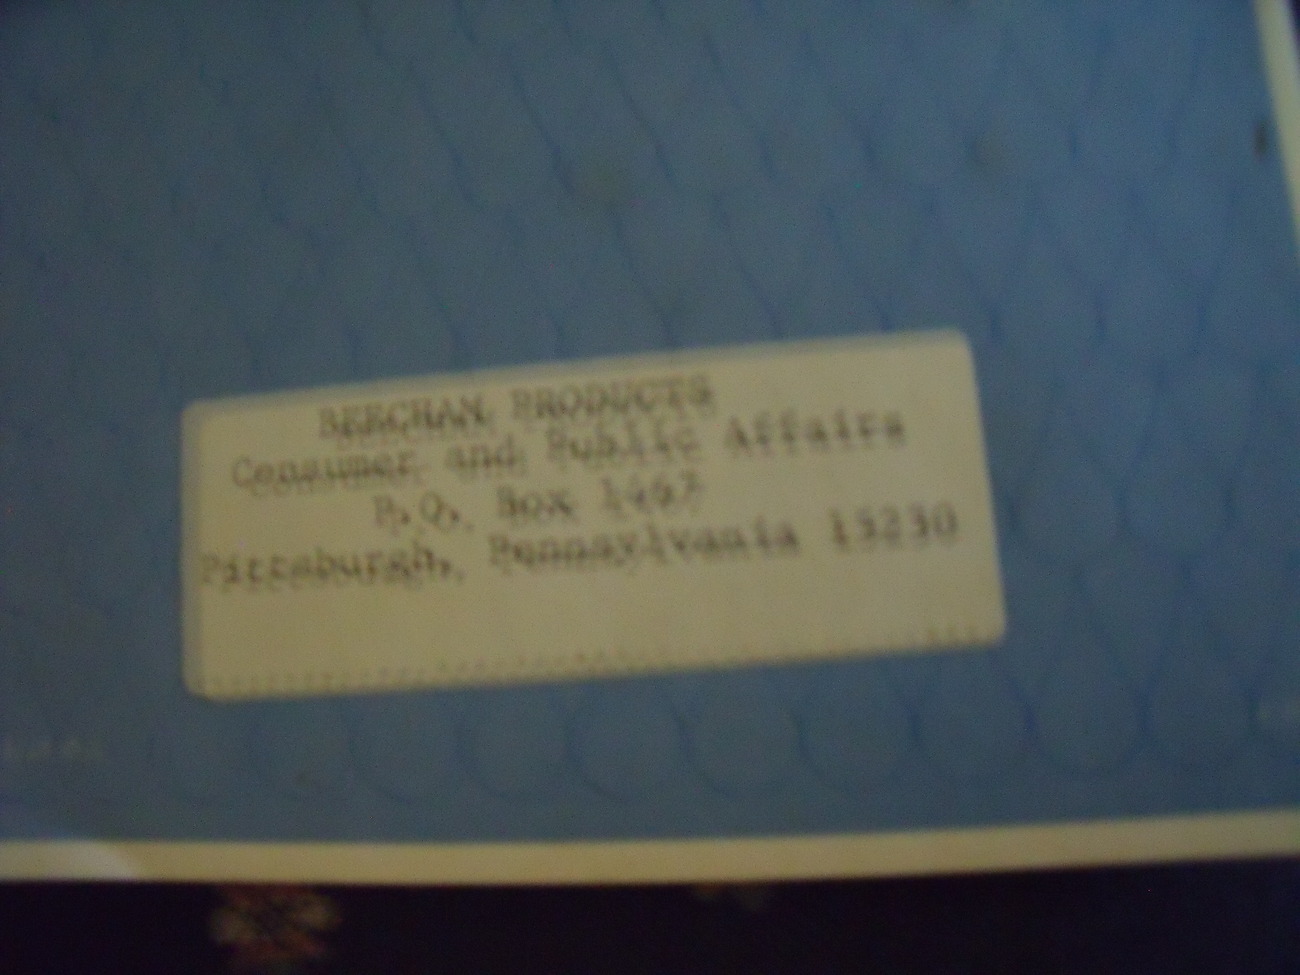 BEECHAM PRODUCTS
Consumer and Public Affairs
P.O. Box 1467
Pittsburgh, Pennsylvania 15230